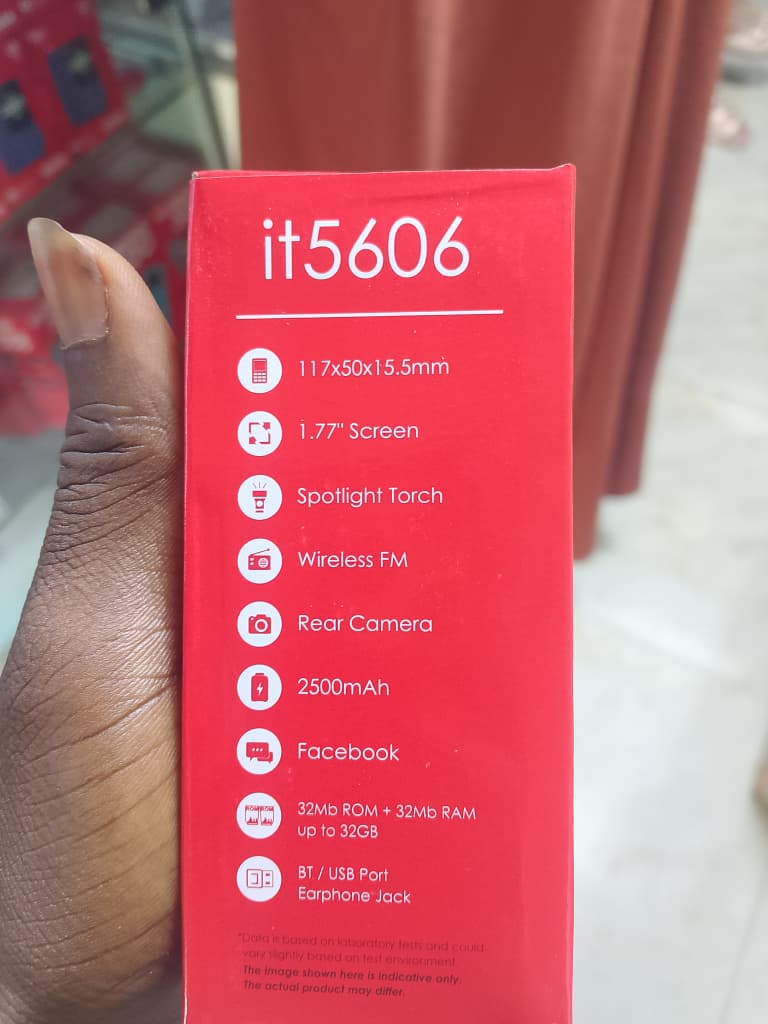 it5606
117x50x15.5mm
1.77" Screen
Spotlight Torch
Wireless FM
Rear Camera
2500mAh
Facebook
32Mb ROM + 32Mb RAM
up to 32GB
BT / USB Port
Earphone Jack
*Data is based on laboratory tests and could
vary slightly based on test environment.
The image shown here is indicative only.
The actual product may differ.